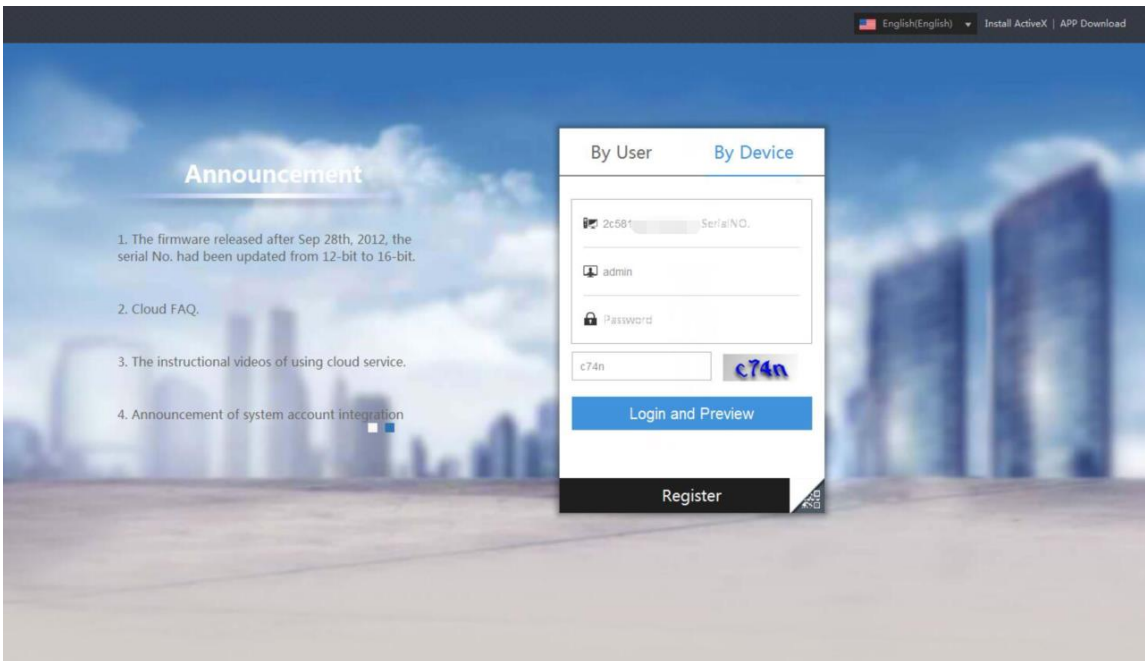 English(English)
Install ActiveX | APP Download
Announcement
1. The firmware released after Sep 28th, 2012, the
serial No. had been updated from 12-bit to 16-bit.
2. Cloud FAQ.
3. The instructional videos of using cloud service.
4. Announcement of system account integration
By User By Device
SerialNO.
admin
Password
c74n c74n
Login and Preview
Register